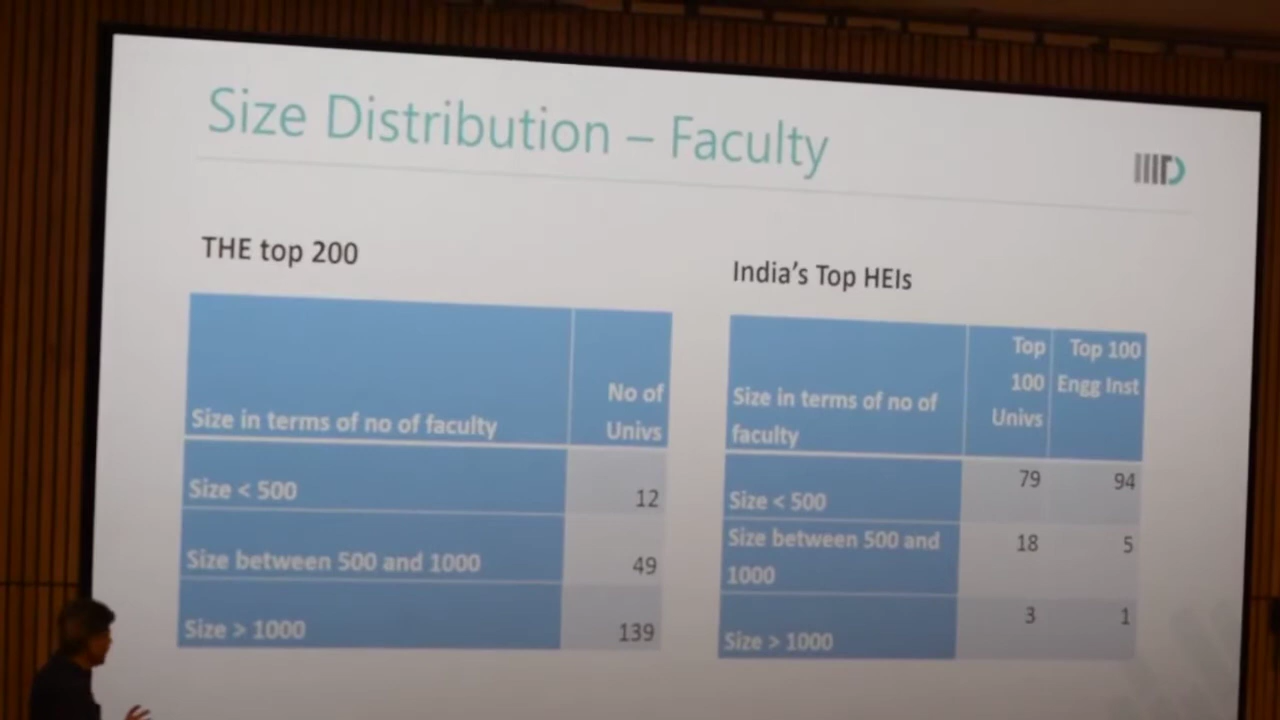 Size Distribution – Faculty
IIITD
THE top 200
Size in terms of no of faculty
No of
Univs
Size < 500
12
Size between 500 and 1000
49
Size > 1000
139
India's Top HEIs
Size in terms of no of
faculty
Top
100
Univs
Top 100
Engg Inst
Size < 500
79
94
Size between 500 and
1000
18
5
Size > 1000
3
1